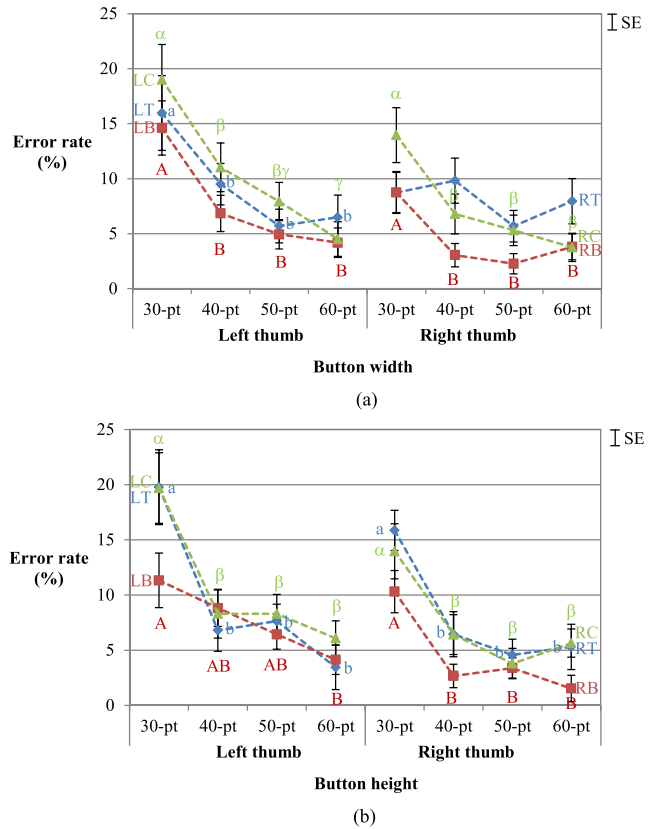 25
SE
α
20
LC
LT a
15
LB
α
Error rate
(%)
A
β
10
b
βγ
β
RT
b
γ
b
β
β
5
A
RC
RB
B
B
B
B
B
B
0
30-pt 40-pt 50-pt 60-pt 30-pt 40-pt 50-pt 60-pt
Left thumb Right thumb
Button width
(a)
25
SE
α
20
LC
LT a
15
a
α
Error rate
(%)
LB
10
β
β
β
β
β
β
A
A
b
b
b
b
b
b
RC
RT
5
AB
AB
RB
B
B
B
B
0
30-pt 40-pt 50-pt 60-pt 30-pt 40-pt 50-pt 60-pt
Left thumb Right thumb
Button height
(b)